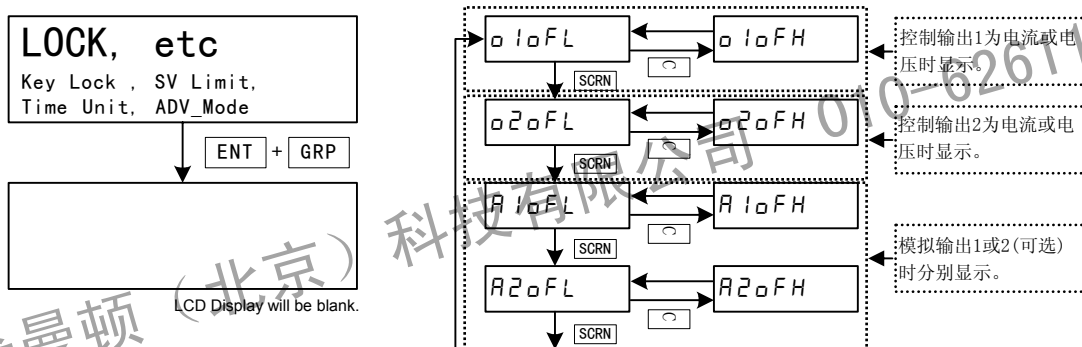 LOCK, etc
Key Lock , SV Limit,
Time Unit, ADV_Mode
ENT + GRP
LCD Display will be blank.
o1oFL
o1oFH
C
SCRN
控制输出1为电流或电
压时显示。
o2oFL
o2oFH
C
SCRN
控制输出2为电流或电
压时显示。
A1oFL
A1oFH
C
SCRN
模拟输出1或2(可选)
时分别显示。
A2oFL
A2oFH
C
SCRN
曼顿（北京）科技有限公司 010-62611